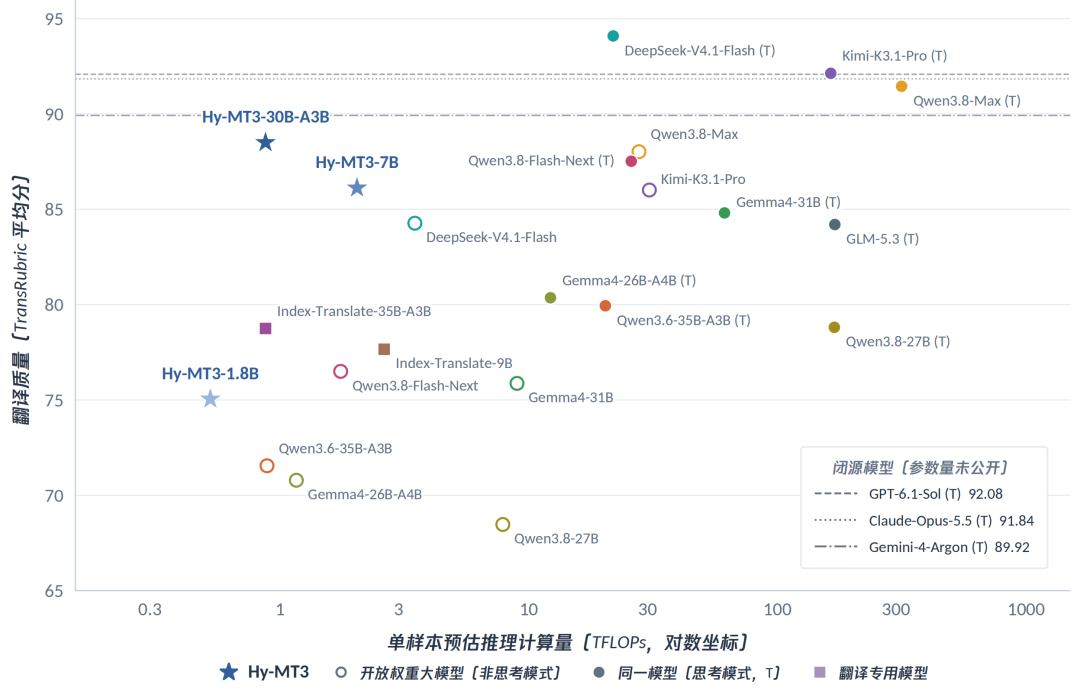 95
DeepSeek-V4.1-Flash (T)
Kimi-K3.1-Pro (T)
Qwen3.8-Max (T)
90
Hy-MT3-30B-A3B
Qwen3.8-Max
Hy-MT3-7B
Qwen3.8-Flash-Next (T)
Kimi-K3.1-Pro
Gemma4-31B (T)
85
DeepSeek-V4.1-Flash
GLM-5.3 (T)
Gemma4-26B-A4B (T)
80
Index-Translate-35B-A3B
Qwen3.6-35B-A3B (T)
Qwen3.8-27B (T)
Index-Translate-9B
Hy-MT3-1.8B
Qwen3.8-Flash-Next
75
Gemma4-31B
Qwen3.6-35B-A3B
Gemma4-26B-A4B
70
Qwen3.8-27B
65
翻译质量〔TransRubric 平均分〕
闭源模型〔参数量未公开〕
GPT-6.1-Sol (T) 92.08
Claude-Opus-5.5 (T) 91.84
Gemini-4-Argon (T) 89.92
0.3 1 3 10 30 100 300 1000
单样本预估推理计算量〔TFLOPs，对数坐标〕
Hy-MT3 开放权重大模型〔非思考模式〕 同一模型〔思考模式，T〕 翻译专用模型